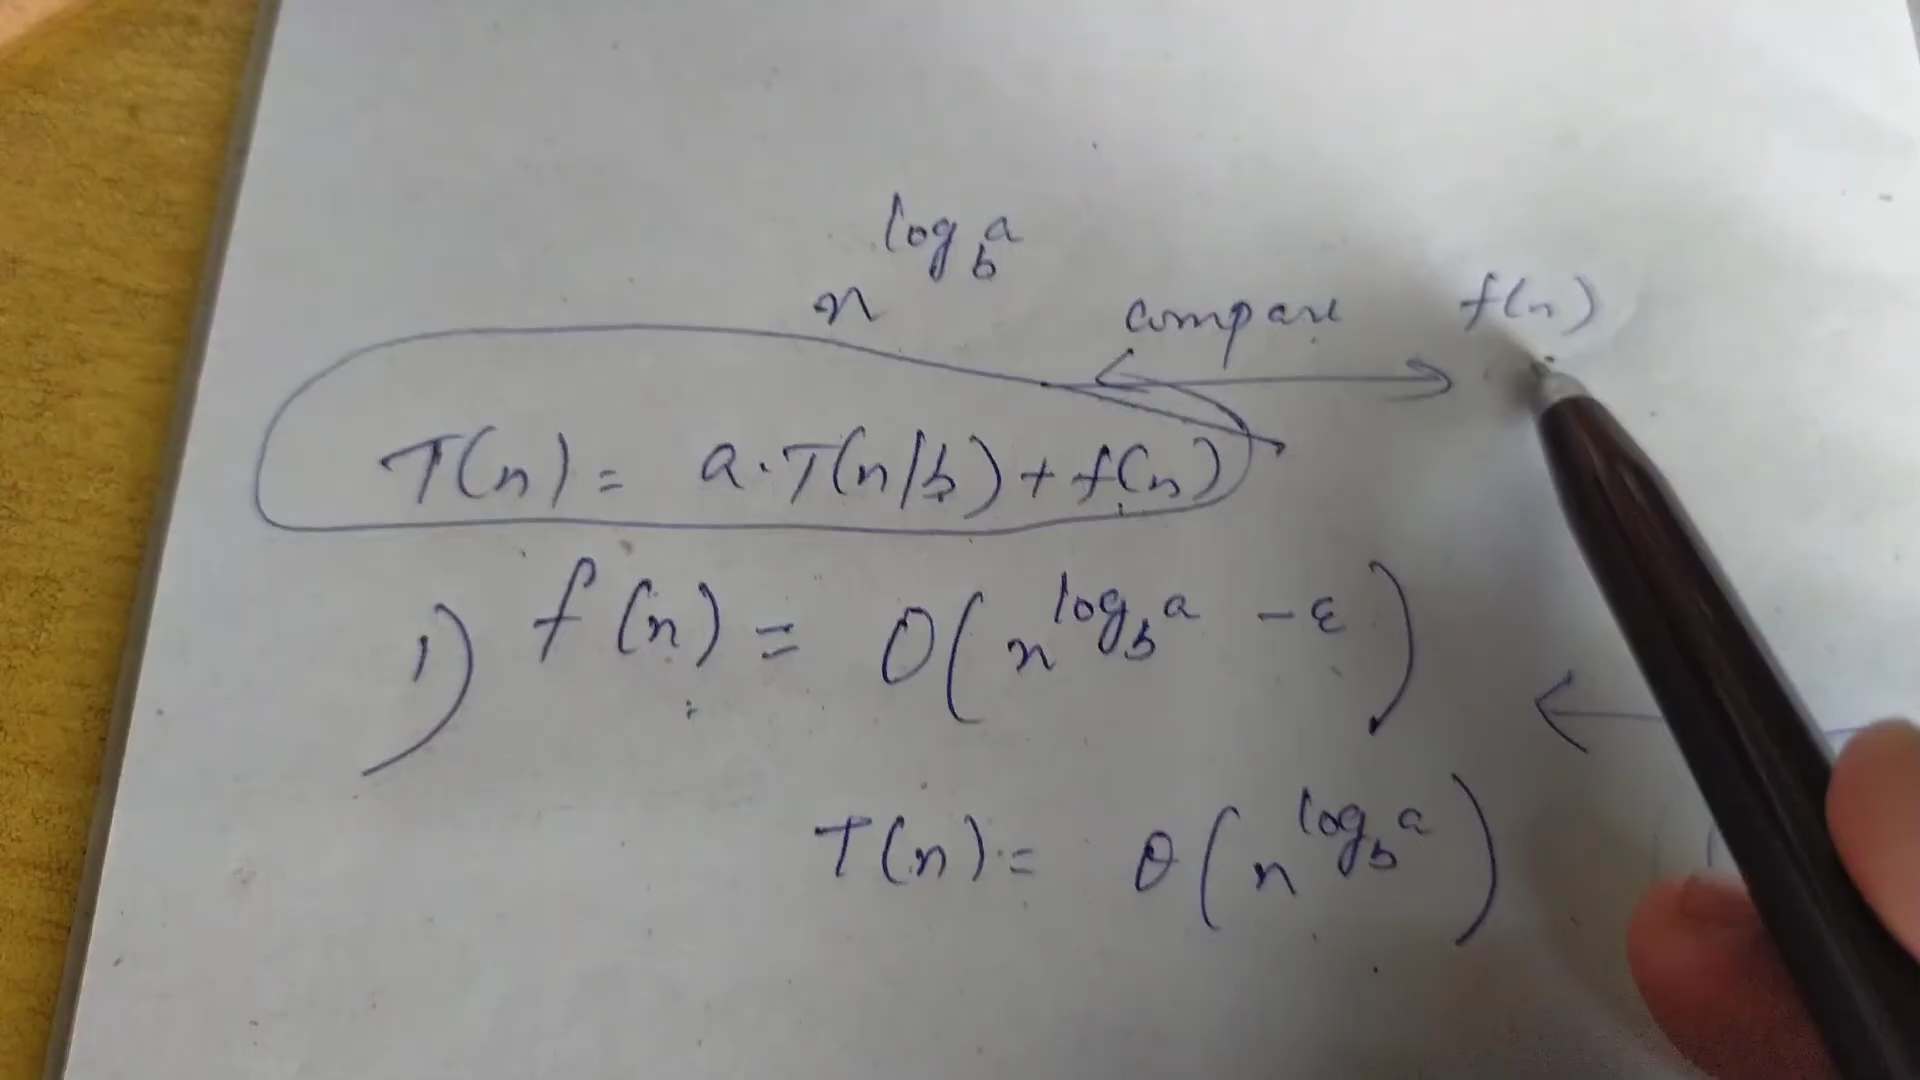 n^{log_b a} compare f(n)
T(n) = a.T(n/b) + f(n)
1) f(n) = O(n^{log_b a - ε})
T(n) = θ(n^{log_b a})